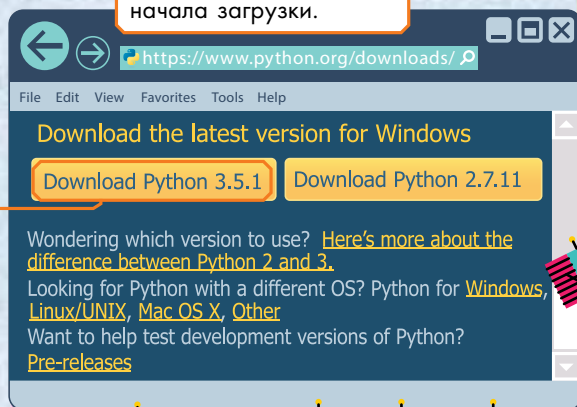 начала загрузки.
https://www.python.org/downloads/
File Edit View Favorites Tools Help
Download the latest version for Windows
Download Python 3.5.1 Download Python 2.7.11
Wondering which version to use? Here's more about the
difference between Python 2 and 3.
Looking for Python with a different OS? Python for Windows,
Linux/UNIX, Mac OS X, Other
Want to help test development versions of Python?
Pre-releases